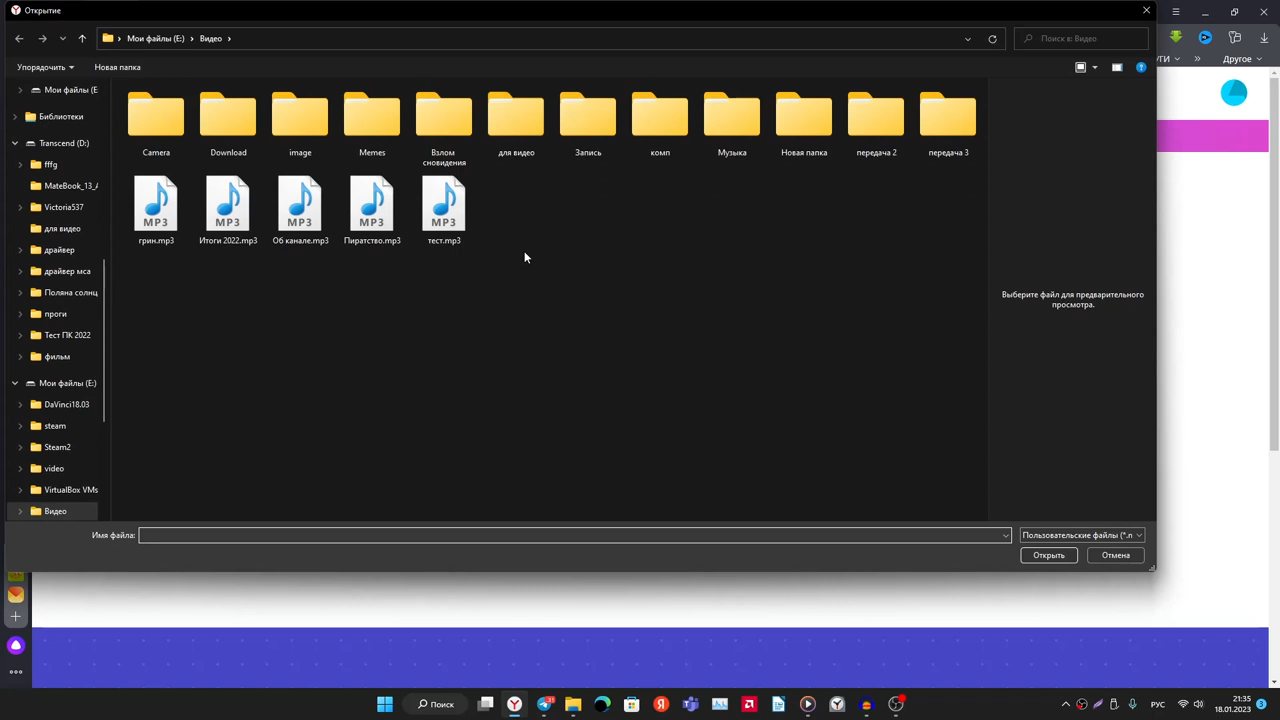 Открытие
Мои файлы (E:) Видео
Поиск в: Видео
Упорядочить Новая папка
ГИ » Другое
Мои файлы (E
Библиотеки
Transcend (D:)
fffg
MateBook_13_A
Victoria537
для видео
драйвер
драйвер мса
Поляна солнц
проги
Тест ПК 2022
фильм
Мои файлы (E:)
DaVinci18.03
steam
Steam2
video
VirtualBox VMs
Видео
Camera
Download
image
Memes
Взлом
сновидения
для видео
Запись
комп
Музыка
Новая папка
передача 2
передача 3
MP3
MP3
MP3
MP3
MP3
грин.mp3
Итоги 2022.mp3
Об канале.mp3
Пиратство.mp3
тест.mp3
Выберите файл для предварительного
просмотра.
Имя файла:
Пользовательские файлы (*.n
Открыть
Отмена
Поиск
31
РУС
21:35
18.01.2023
3